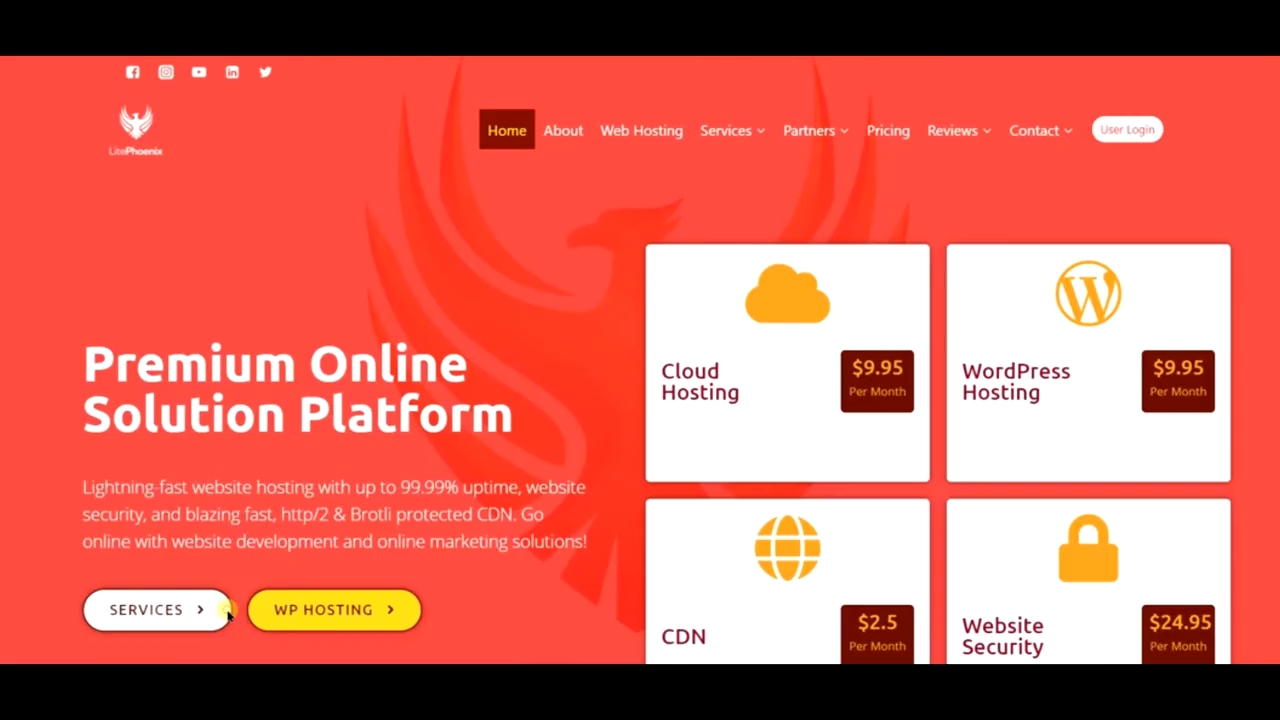 LitePhoenix
Home About Web Hosting Services Partners Pricing Reviews Contact User Login
Premium Online
Solution Platform
Lightning-fast website hosting with up to 99.99% uptime, website
security, and blazing fast, http/2 & Brotli protected CDN. Go
online with website development and online marketing solutions!
SERVICES
WP HOSTING
Cloud
Hosting
$9.95
Per Month
WordPress
Hosting
$9.95
Per Month
CDN
$2.5
Per Month
Website
Security
$24.95
Per Month